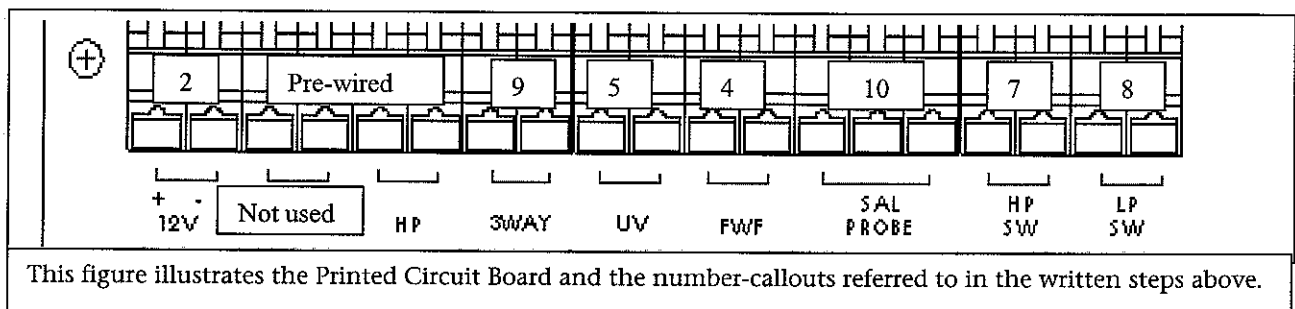 2 Pre-wired 9 5 4 10 7 8
+ - SAL HP LP
12V Not used HP 3WAY UV FWF PROBE SW SW
This figure illustrates the Printed Circuit Board and the number-callouts referred to in the written steps above.